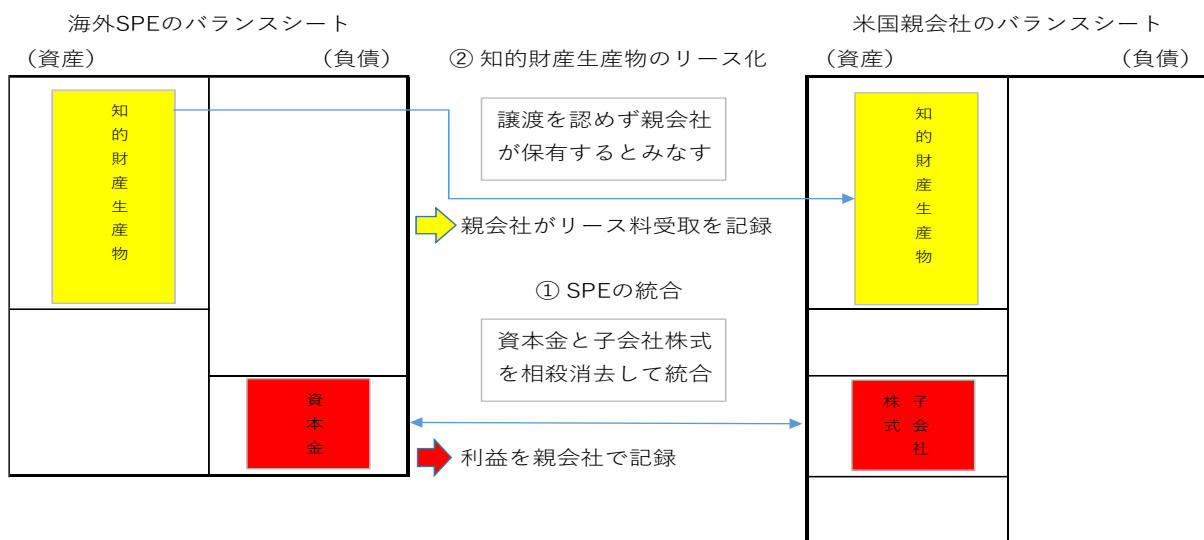 海外SPEのバランスシート
米国親会社のバランスシート
（資産）
（負債）
② 知的財産生産物のリース化
（資産）
（負債）
知的財産生産物
譲渡を認めず親会社
が保有するとみなす
知的財産生産物
親会社がリース料受取を記録
① SPEの統合
資本金と子会社株式
を相殺消去して統合
資本金
子会社
株式
利益を親会社で記録